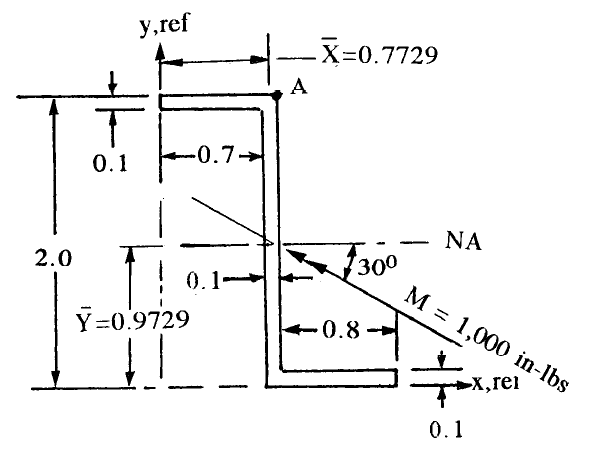 y,ref
X̅=0.7729
A
0.1
0.7
NA
2.0
0.1
30⁰
Y̅=0.9729
M = 1,000 in-lbs
0.8
x,rei
0.1